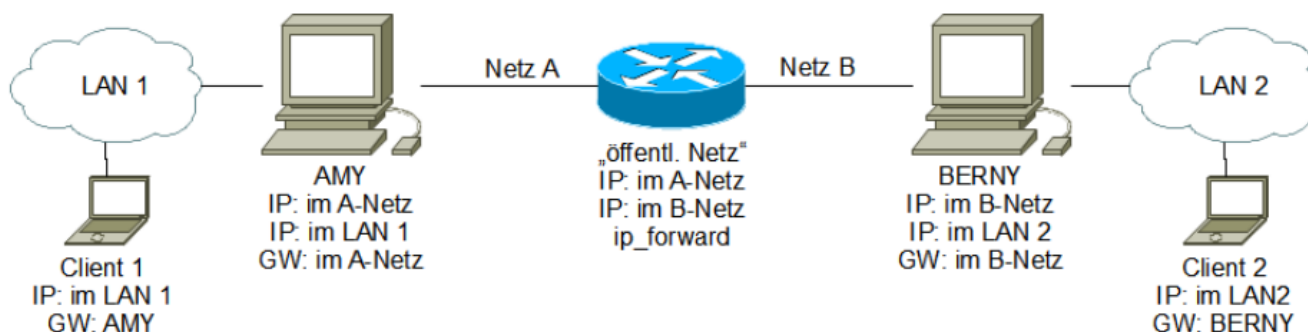 LAN 1
Netz A
Netz B
LAN 2
Client 1
IP: im LAN 1
GW: AMY
AMY
IP: im A-Netz
IP: im LAN 1
GW: im A-Netz
„öffentl. Netz“
IP: im A-Netz
IP: im B-Netz
ip_forward
BERNY
IP: im B-Netz
IP: im LAN 2
GW: im B-Netz
Client 2
IP: im LAN2
GW: BERNY